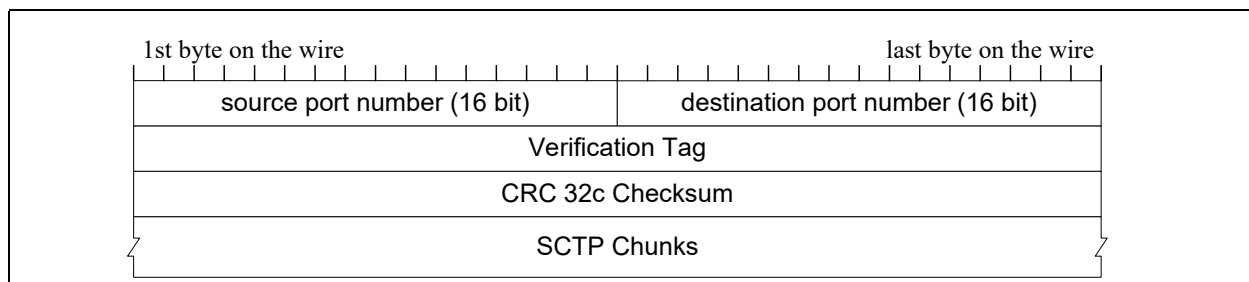 1st byte on the wire last byte on the wire
source port number (16 bit) destination port number (16 bit)
Verification Tag
CRC 32c Checksum
SCTP Chunks